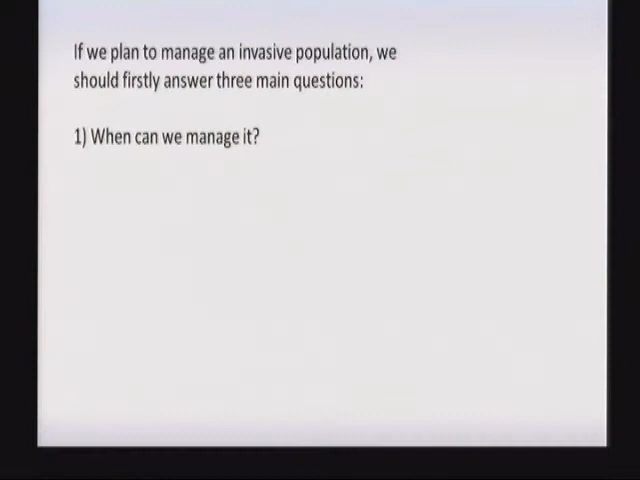 If we plan to manage an invasive population, we
should firstly answer three main questions:
1) When can we manage it?